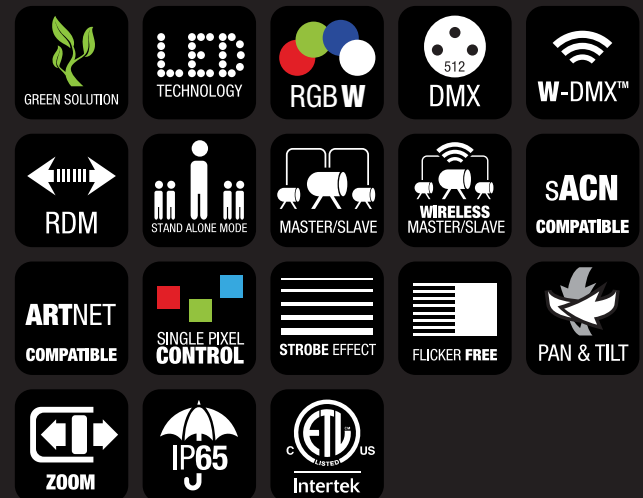 GREEN SOLUTION
LED
TECHNOLOGY
RGBW
512
DMX
W-DMX™
RDM
STAND ALONE MODE
MASTER/SLAVE
WIRELESS
MASTER/SLAVE
sACN
COMPATIBLE
ARTNET
COMPATIBLE
SINGLE PIXEL
CONTROL
STROBE EFFECT
FLICKER FREE
PAN & TILT
ZOOM
IP65
ETL
LISTED
C US
Intertek